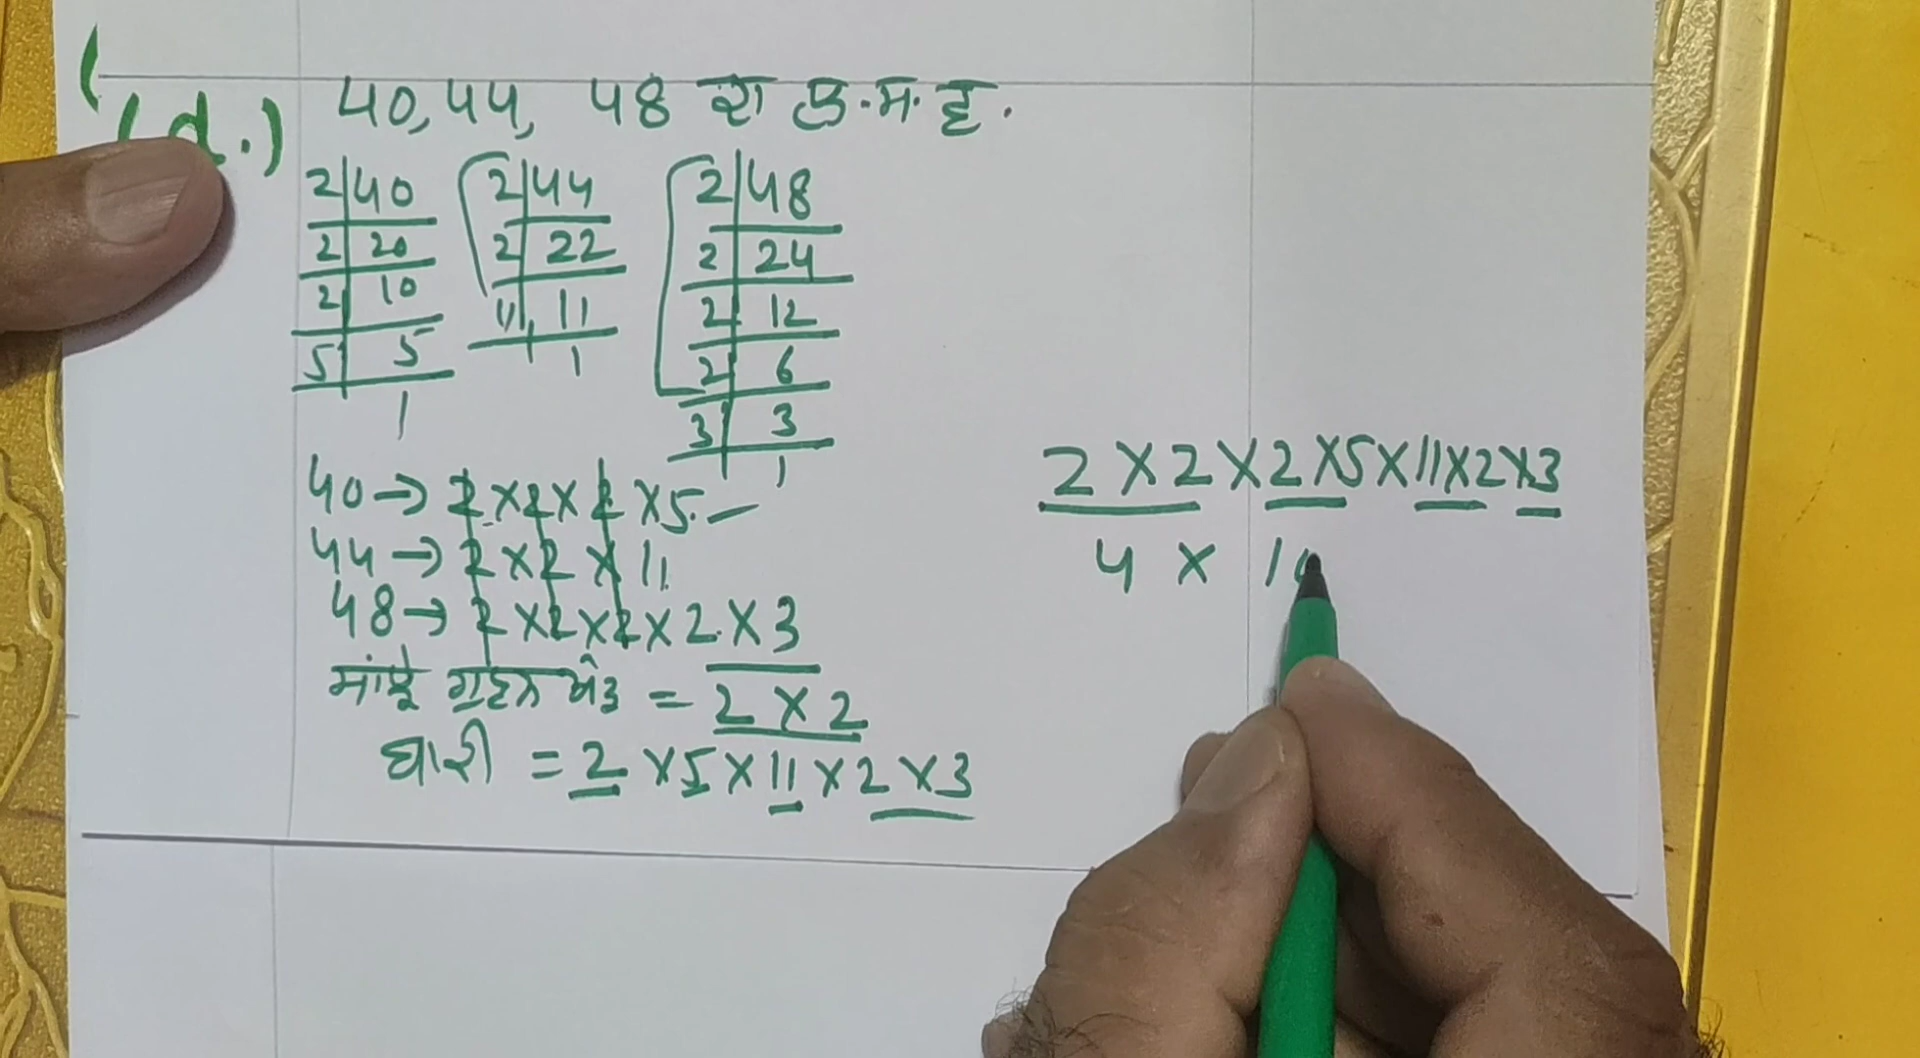 (d.) 40, 44, 48 ਦਾ ਲ.ਸ.ਵ.
2|40 2|44 2|48
2|20 2|22 2|24
2|10 11|11 2|12
5|5 1 2|6
1 3|3
1
40→ 2×2×2×5.
44→ 2×2×11
48→ 2×2×2×2×3
ਸਾਂਝੇ ਗੁਣਨਖੰਡ = 2×2
ਬਾਕੀ = 2×5×11×2×3
2×2×2×5×11×2×3
4 × 10